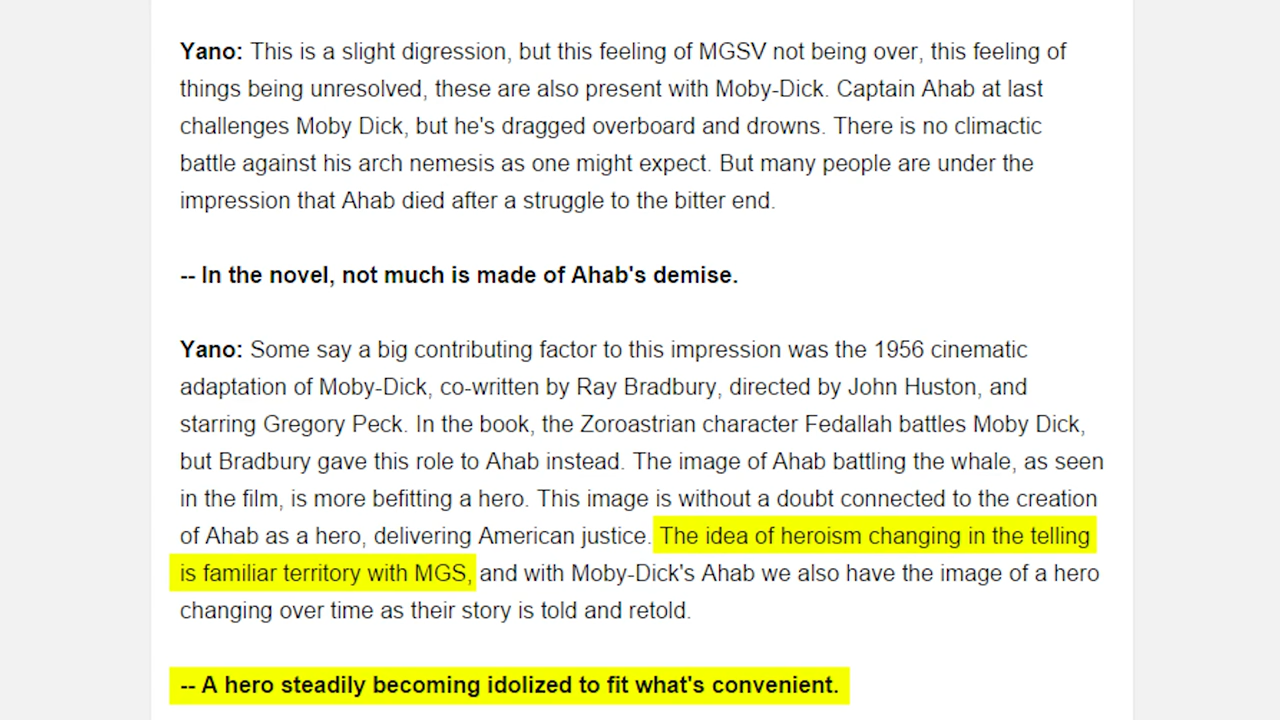 Yano: This is a slight digression, but this feeling of MGSV not being over, this feeling of
things being unresolved, these are also present with Moby-Dick. Captain Ahab at last
challenges Moby Dick, but he's dragged overboard and drowns. There is no climactic
battle against his arch nemesis as one might expect. But many people are under the
impression that Ahab died after a struggle to the bitter end.
-- In the novel, not much is made of Ahab's demise.
Yano: Some say a big contributing factor to this impression was the 1956 cinematic
adaptation of Moby-Dick, co-written by Ray Bradbury, directed by John Huston, and
starring Gregory Peck. In the book, the Zoroastrian character Fedallah battles Moby Dick,
but Bradbury gave this role to Ahab instead. The image of Ahab battling the whale, as seen
in the film, is more befitting a hero. This image is without a doubt connected to the creation
of Ahab as a hero, delivering American justice. The idea of heroism changing in the telling
is familiar territory with MGS, and with Moby-Dick's Ahab we also have the image of a hero
changing over time as their story is told and retold.
-- A hero steadily becoming idolized to fit what's convenient.